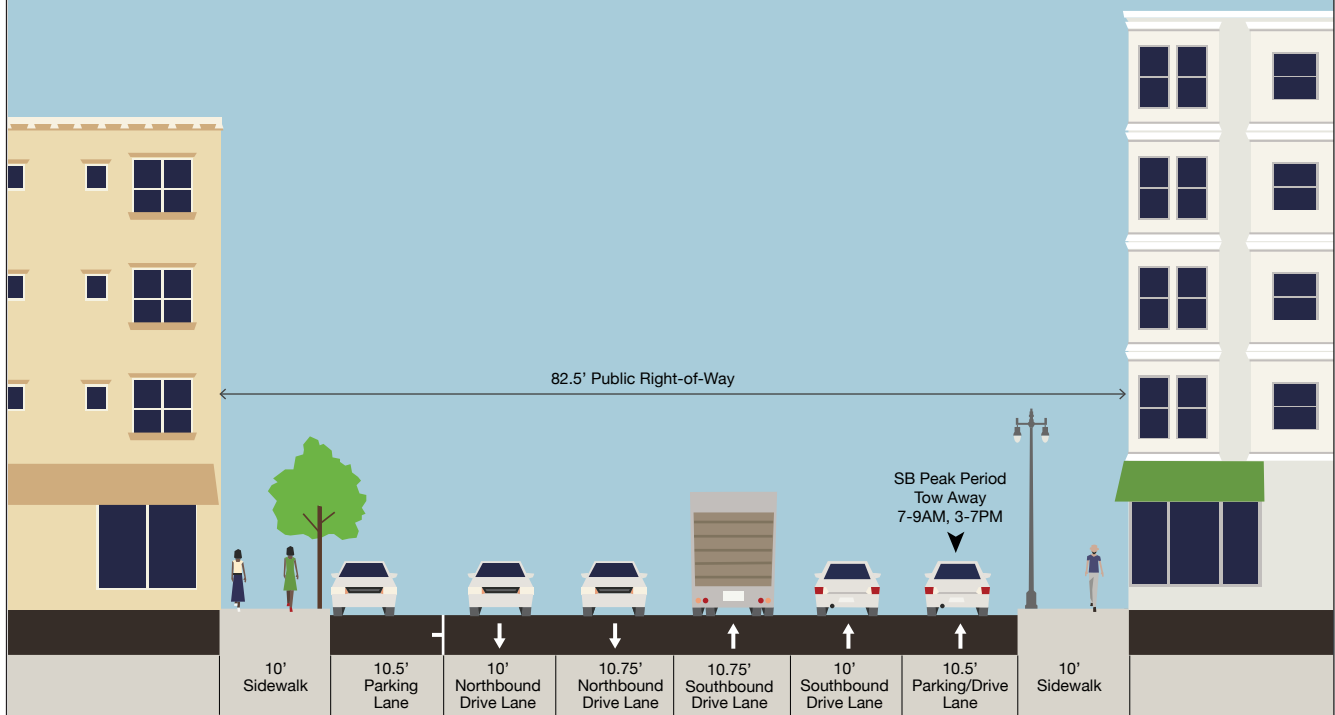 82.5’ Public Right-of-Way
SB Peak Period
Tow Away
7-9AM, 3-7PM
10’
Sidewalk
10.5’
Parking
Lane
10’
Northbound
Drive Lane
10.75’
Northbound
Drive Lane
10.75’
Southbound
Drive Lane
10’
Southbound
Drive Lane
10.5’
Parking/Drive
Lane
10’
Sidewalk